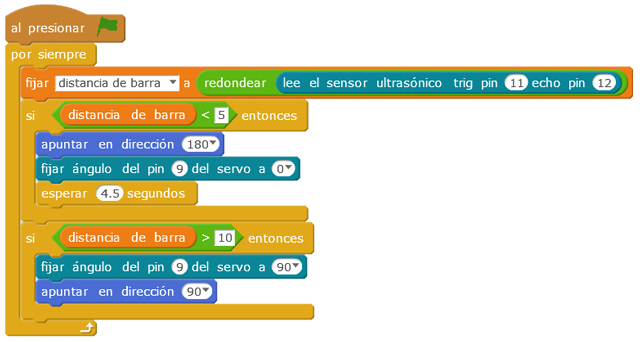 al presionar
por siempre
fijar distancia de barra a redondear lee el sensor ultrasónico trig pin 11 echo pin 12
si distancia de barra < 5 entonces
apuntar en dirección 180
fijar ángulo del pin 9 del servo a 0
esperar 4.5 segundos
si distancia de barra > 10 entonces
fijar ángulo del pin 9 del servo a 90
apuntar en dirección 90